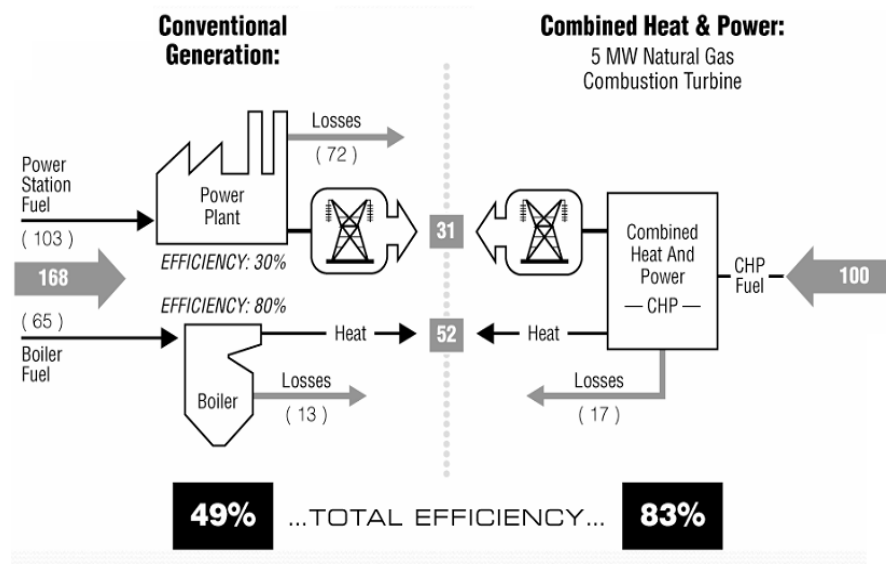 Conventional
Generation:
Combined Heat & Power:
5 MW Natural Gas
Combustion Turbine
Losses
( 72 )
Power
Station
Fuel
( 103 )
Power
Plant
EFFICIENCY: 30%
31
Combined
Heat And
Power
— CHP —
CHP
Fuel
100
168
EFFICIENCY: 80%
( 65 )
Boiler
Fuel
Heat
52
Heat
Boiler
Losses
( 13 )
Losses
( 17 )
49%
...TOTAL EFFICIENCY...
83%